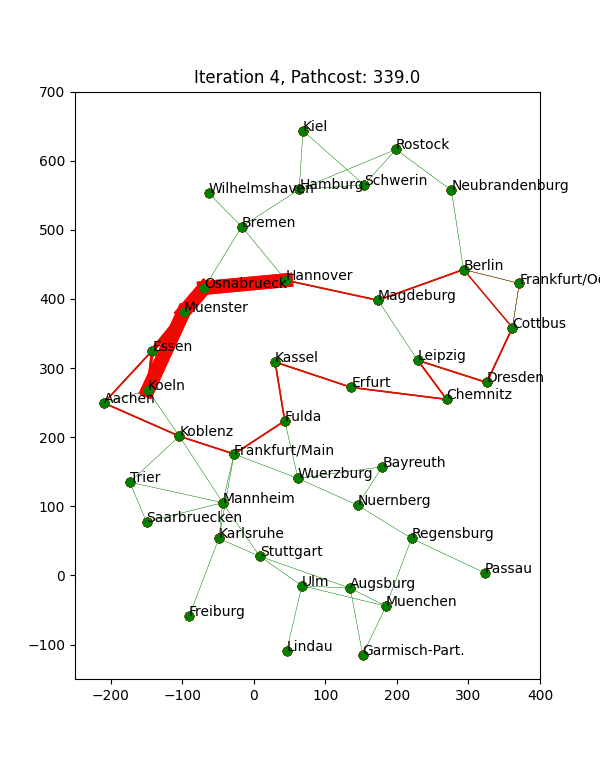 Iteration 4, Pathcost: 339.0
700
Kiel
Rostock
600
Wilhelmshaven
Hamburg
Schwerin
Neubrandenburg
Bremen
500
Berlin
Osnabrueck
Hannover
Frankfurt/Oc
400
Muenster
Magdeburg
Cottbus
Essen
300
Kassel
Leipzig
Koeln
Erfurt
Dresden
Aachen
Chemnitz
Fulda
200
Koblenz
Frankfurt/Main
Bayreuth
Trier
Wuerzburg
100
Mannheim
Nuernberg
Saarbruecken
Karlsruhe
Regensburg
Stuttgart
0
Passau
Ulm
Augsburg
Freiburg
Muenchen
−100
Lindau
Garmisch-Part.
−200 −100 0 100 200 300 400